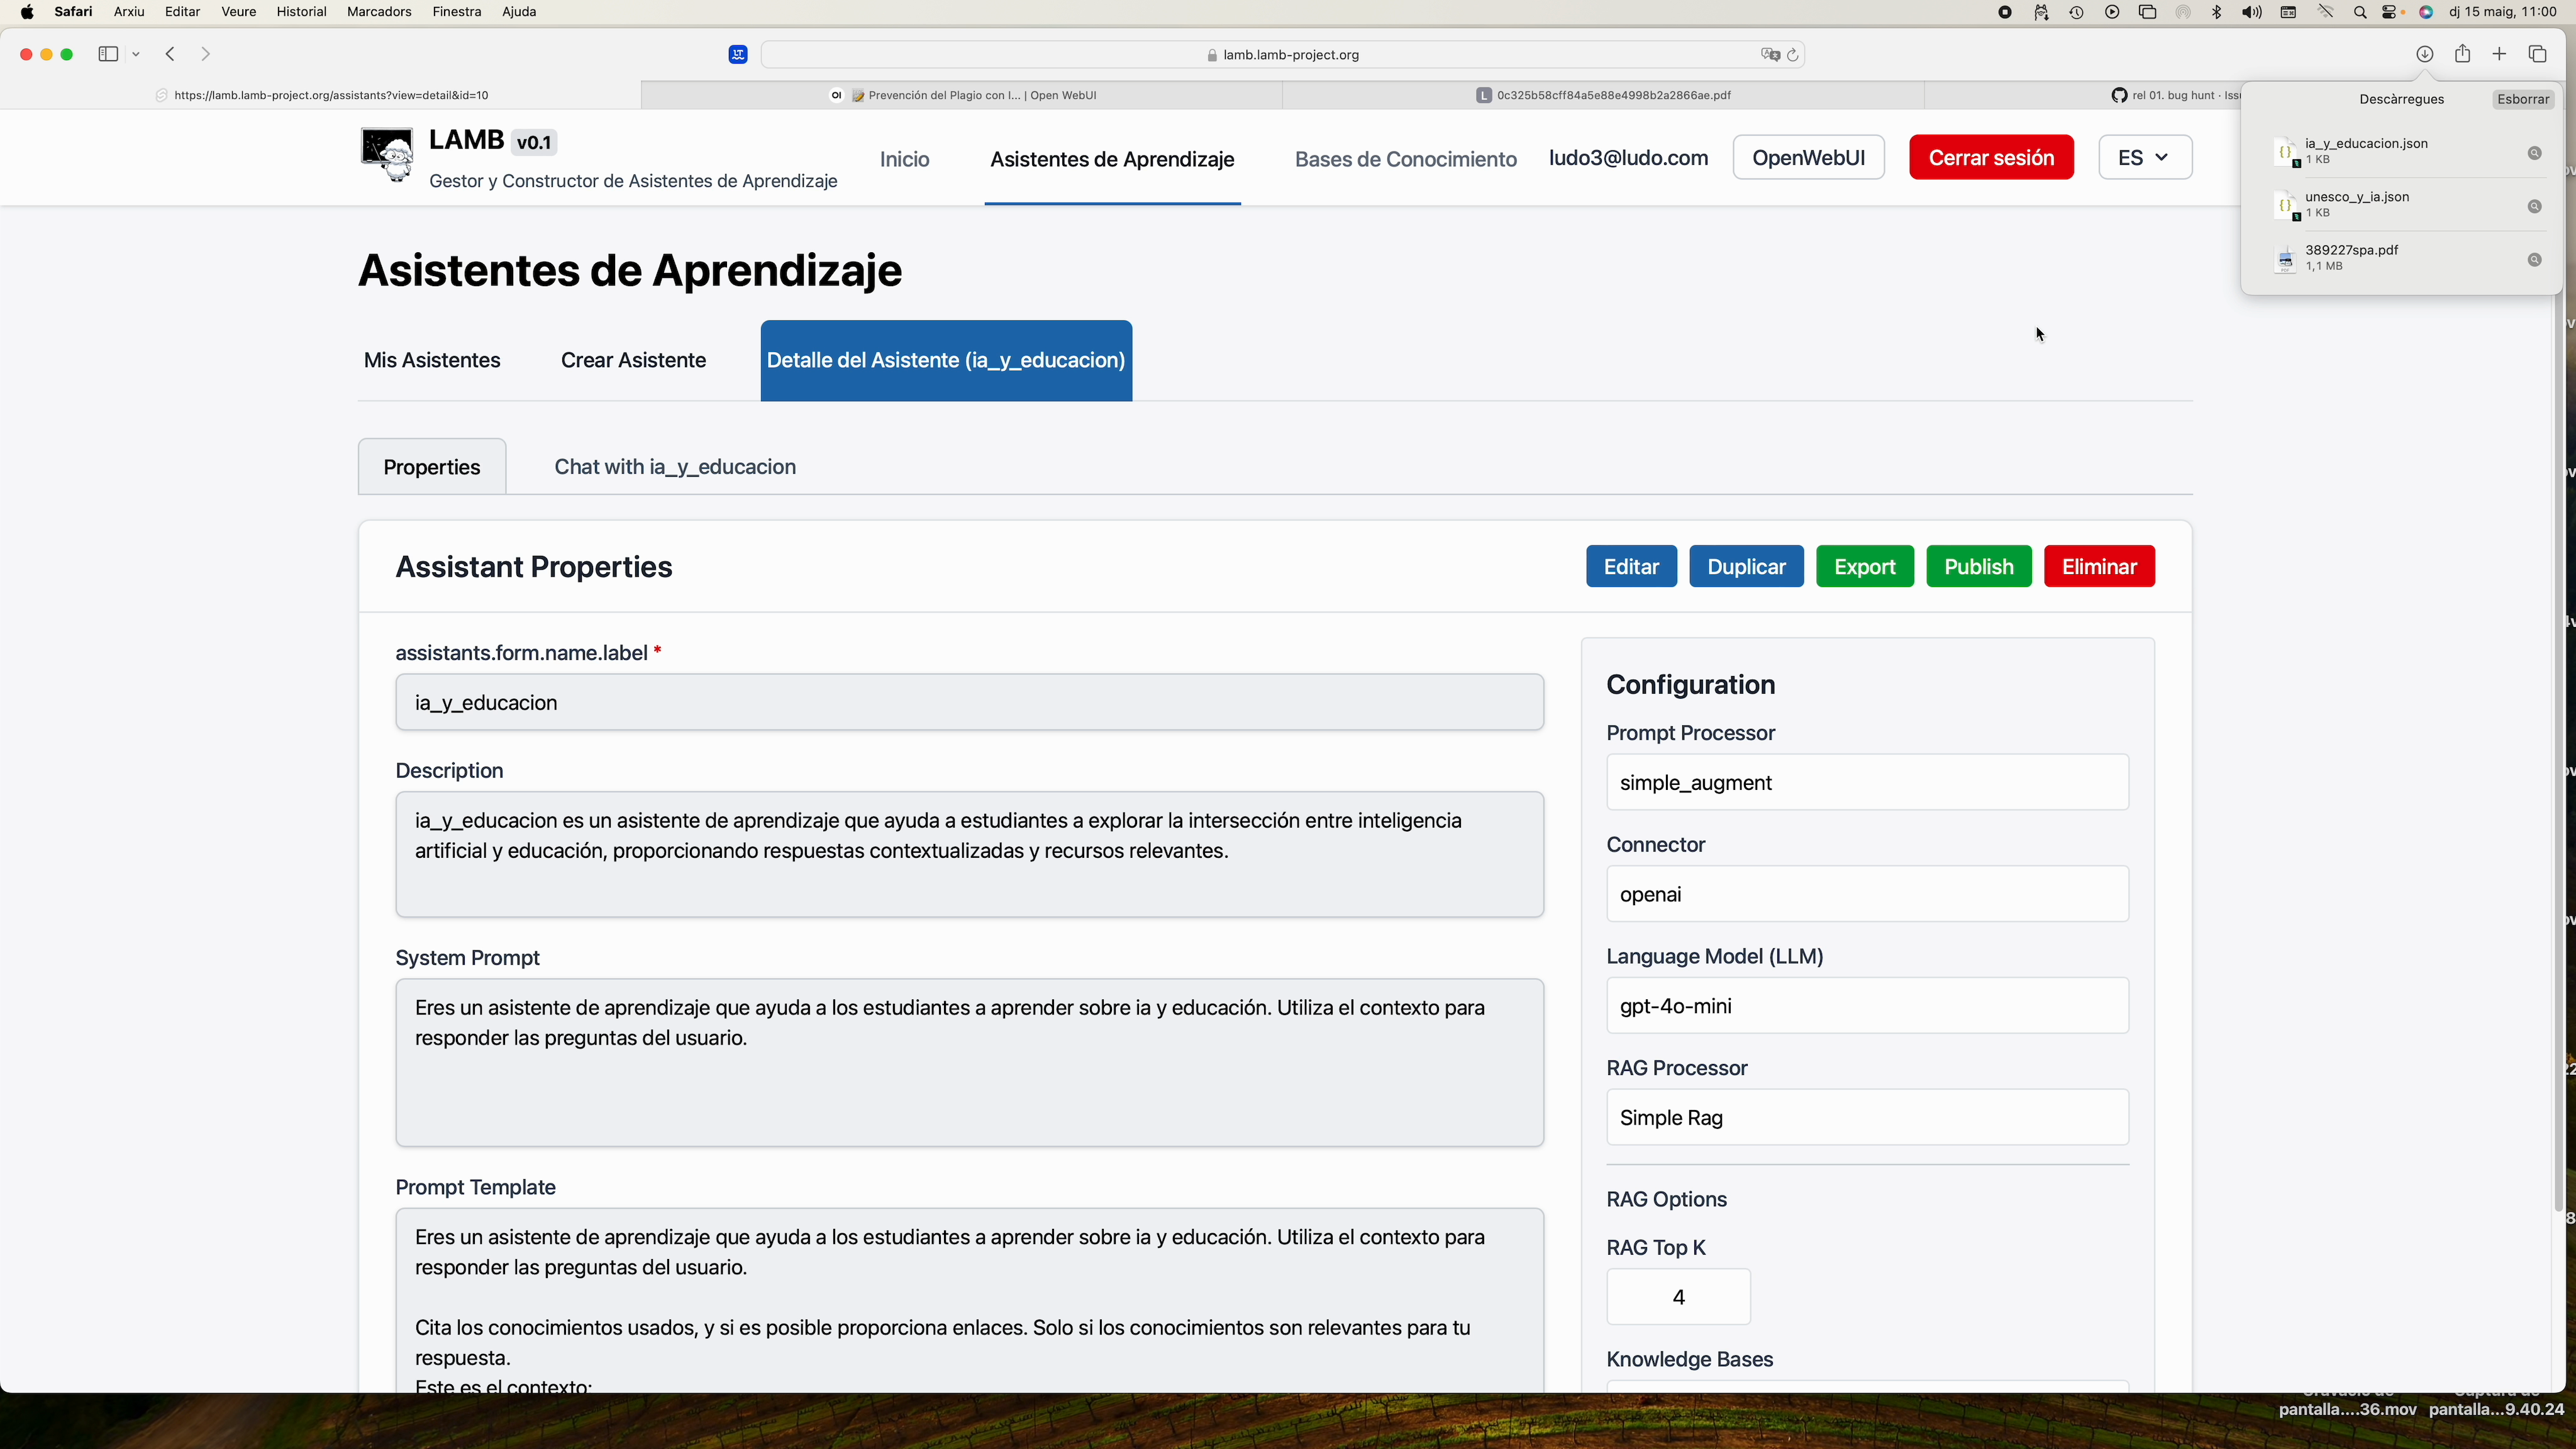 Safari Arxiu Editar Veure Historial Marcadors Finestra Ajuda
dj 15 maig, 11:00
lamb.lamb-project.org
https://lamb.lamb-project.org/assistants?view=detail&id=10
OI Prevención del Plagio con I... | Open WebUI
L 0c325b58cff84a5e88e4998b2a2866ae.pdf
rel 01. bug hunt · Iss
Descàrregues
Esborrar
ia_y_educacion.json
1 KB
unesco_y_ia.json
1 KB
389227spa.pdf
1,1 MB
LAMB v0.1
Gestor y Constructor de Asistentes de Aprendizaje
Inicio
Asistentes de Aprendizaje
Bases de Conocimiento
ludo3@ludo.com
OpenWebUI
Cerrar sesión
ES
Asistentes de Aprendizaje
Mis Asistentes
Crear Asistente
Detalle del Asistente (ia_y_educacion)
Properties
Chat with ia_y_educacion
Assistant Properties
Editar
Duplicar
Export
Publish
Eliminar
assistants.form.name.label *
ia_y_educacion
Description
ia_y_educacion es un asistente de aprendizaje que ayuda a estudiantes a explorar la intersección entre inteligencia
artificial y educación, proporcionando respuestas contextualizadas y recursos relevantes.
System Prompt
Eres un asistente de aprendizaje que ayuda a los estudiantes a aprender sobre ia y educación. Utiliza el contexto para
responder las preguntas del usuario.
Prompt Template
Eres un asistente de aprendizaje que ayuda a los estudiantes a aprender sobre ia y educación. Utiliza el contexto para
responder las preguntas del usuario.
Cita los conocimientos usados, y si es posible proporciona enlaces. Solo si los conocimientos son relevantes para tu
respuesta.
Este es el contexto:
Configuration
Prompt Processor
simple_augment
Connector
openai
Language Model (LLM)
gpt-4o-mini
RAG Processor
Simple Rag
RAG Options
RAG Top K
4
Knowledge Bases
pantalla....36.mov
pantalla...9.40.24